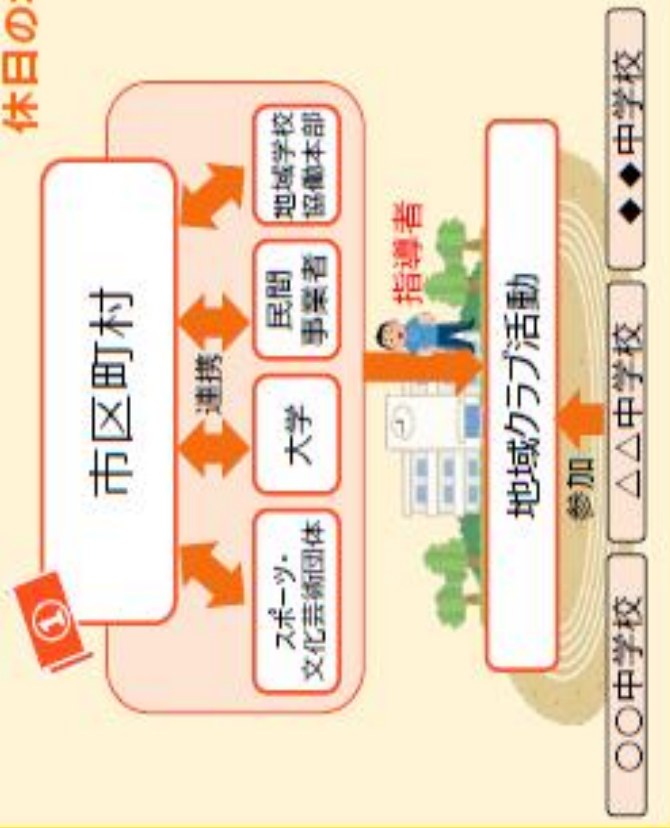 休日の
①
市区町村
連携
スポーツ・
文化芸術団体
大学
民間
事業者
地域学校
協働本部
指導者
地域クラブ活動
参加
○○中学校
△△中学校
◆◆中学校